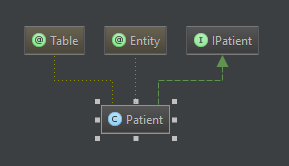 @ Table
@ Entity
I IPatient
C Patient